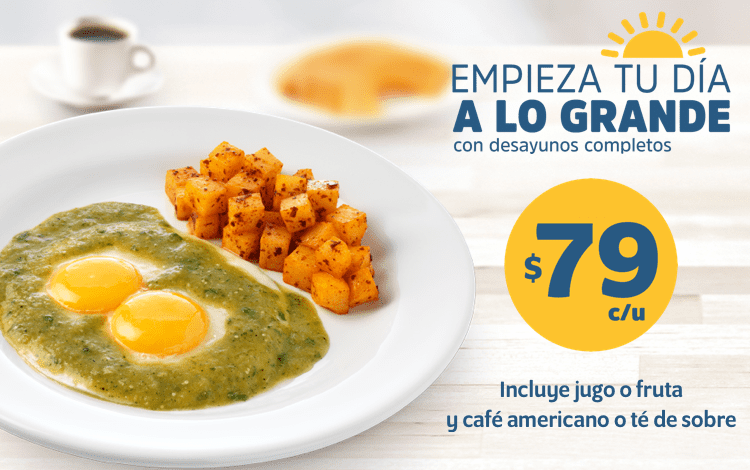 EMPIEZA TU DÍA
A LO GRANDE
con desayunos completos
$79
c/u
Incluye jugo o fruta
y café americano o té de sobre